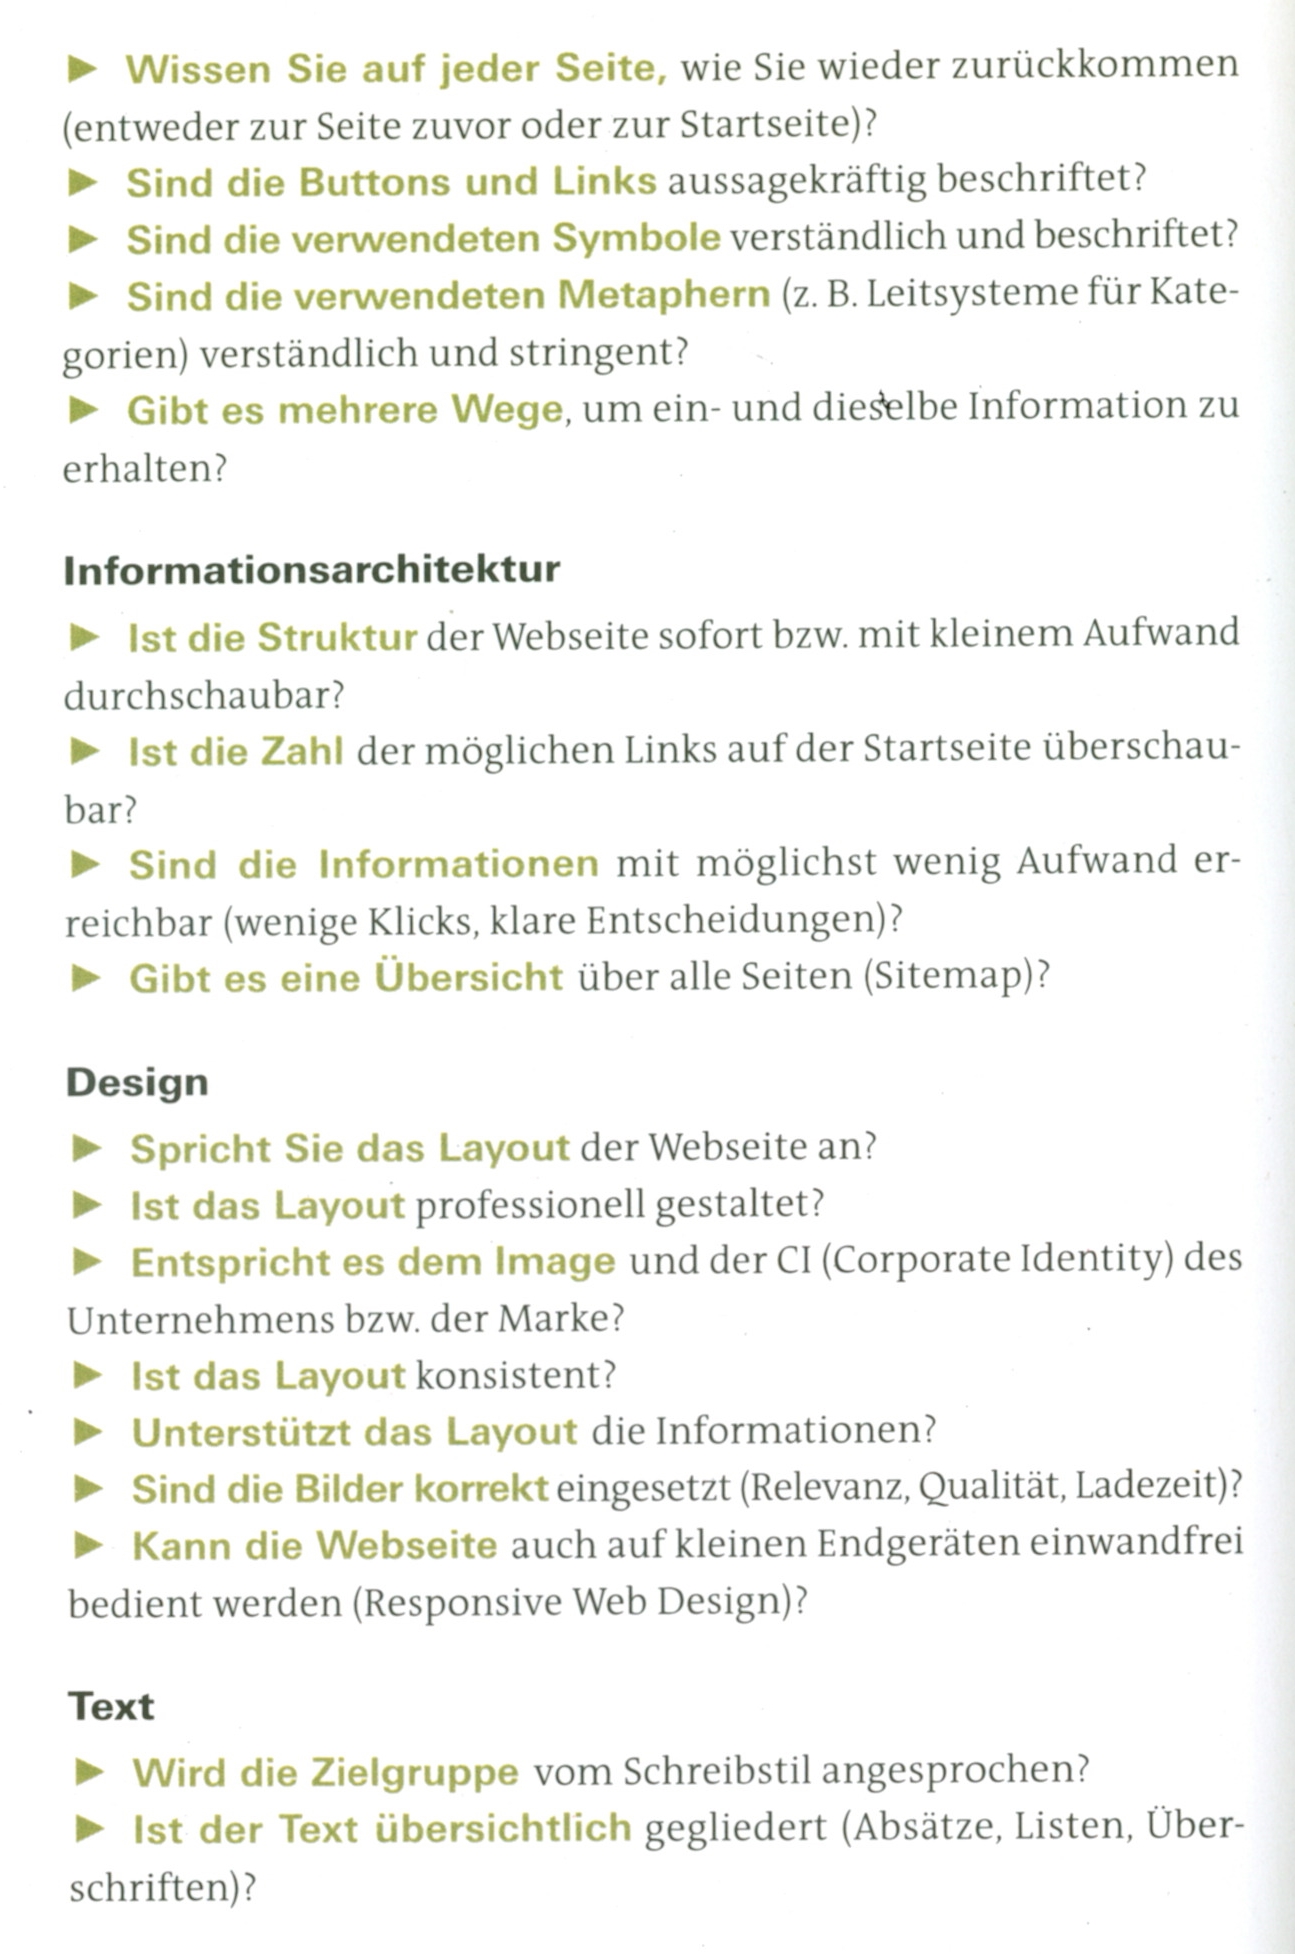 ► Wissen Sie auf jeder Seite, wie Sie wieder zurückkommen
(entweder zur Seite zuvor oder zur Startseite)?
► Sind die Buttons und Links aussagekräftig beschriftet?
► Sind die verwendeten Symbole verständlich und beschriftet?
► Sind die verwendeten Metaphern (z. B. Leitsysteme für Kate-
gorien) verständlich und stringent?
► Gibt es mehrere Wege, um ein- und dieselbe Information zu
erhalten?
Informationsarchitektur
► Ist die Struktur der Webseite sofort bzw. mit kleinem Aufwand
durchschaubar?
► Ist die Zahl der möglichen Links auf der Startseite überschau-
bar?
► Sind die Informationen mit möglichst wenig Aufwand er-
reichbar (wenige Klicks, klare Entscheidungen)?
► Gibt es eine Übersicht über alle Seiten (Sitemap)?
Design
► Spricht Sie das Layout der Webseite an?
► Ist das Layout professionell gestaltet?
► Entspricht es dem Image und der CI (Corporate Identity) des
Unternehmens bzw. der Marke?
► Ist das Layout konsistent?
► Unterstützt das Layout die Informationen?
► Sind die Bilder korrekt eingesetzt (Relevanz, Qualität, Ladezeit)?
► Kann die Webseite auch auf kleinen Endgeräten einwandfrei
bedient werden (Responsive Web Design)?
Text
► Wird die Zielgruppe vom Schreibstil angesprochen?
► Ist der Text übersichtlich gegliedert (Absätze, Listen, Über-
schriften)?